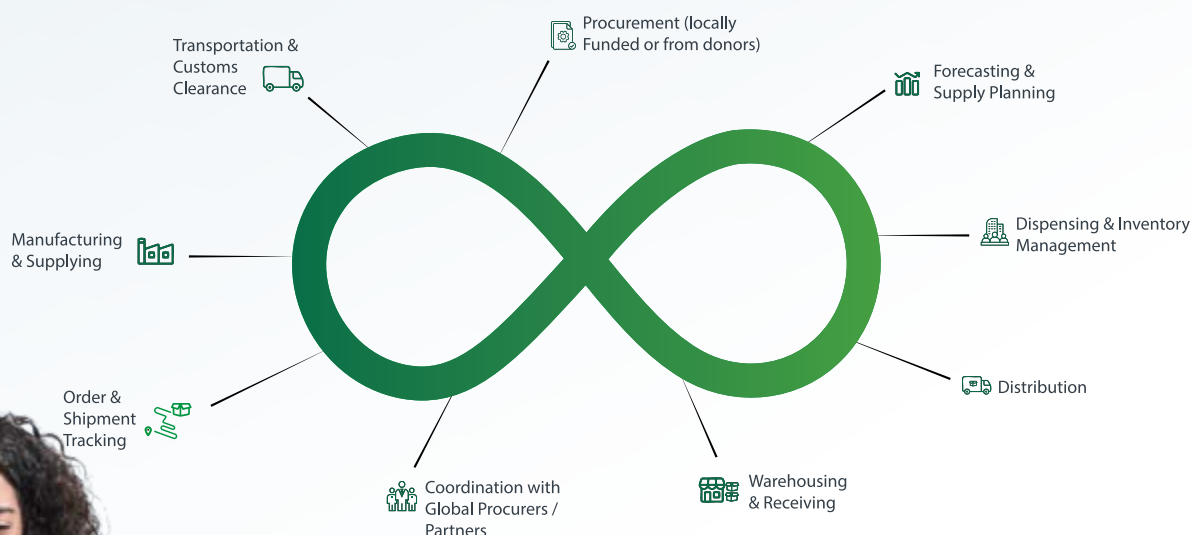 Procurement (locally
Funded or from donors)
Transportation &
Customs
Clearance
Forecasting &
Supply Planning
Manufacturing
& Supplying
Dispensing & Inventory
Management
Order &
Shipment
Tracking
Distribution
Coordination with
Global Procurers /
Partners
Warehousing
& Receiving